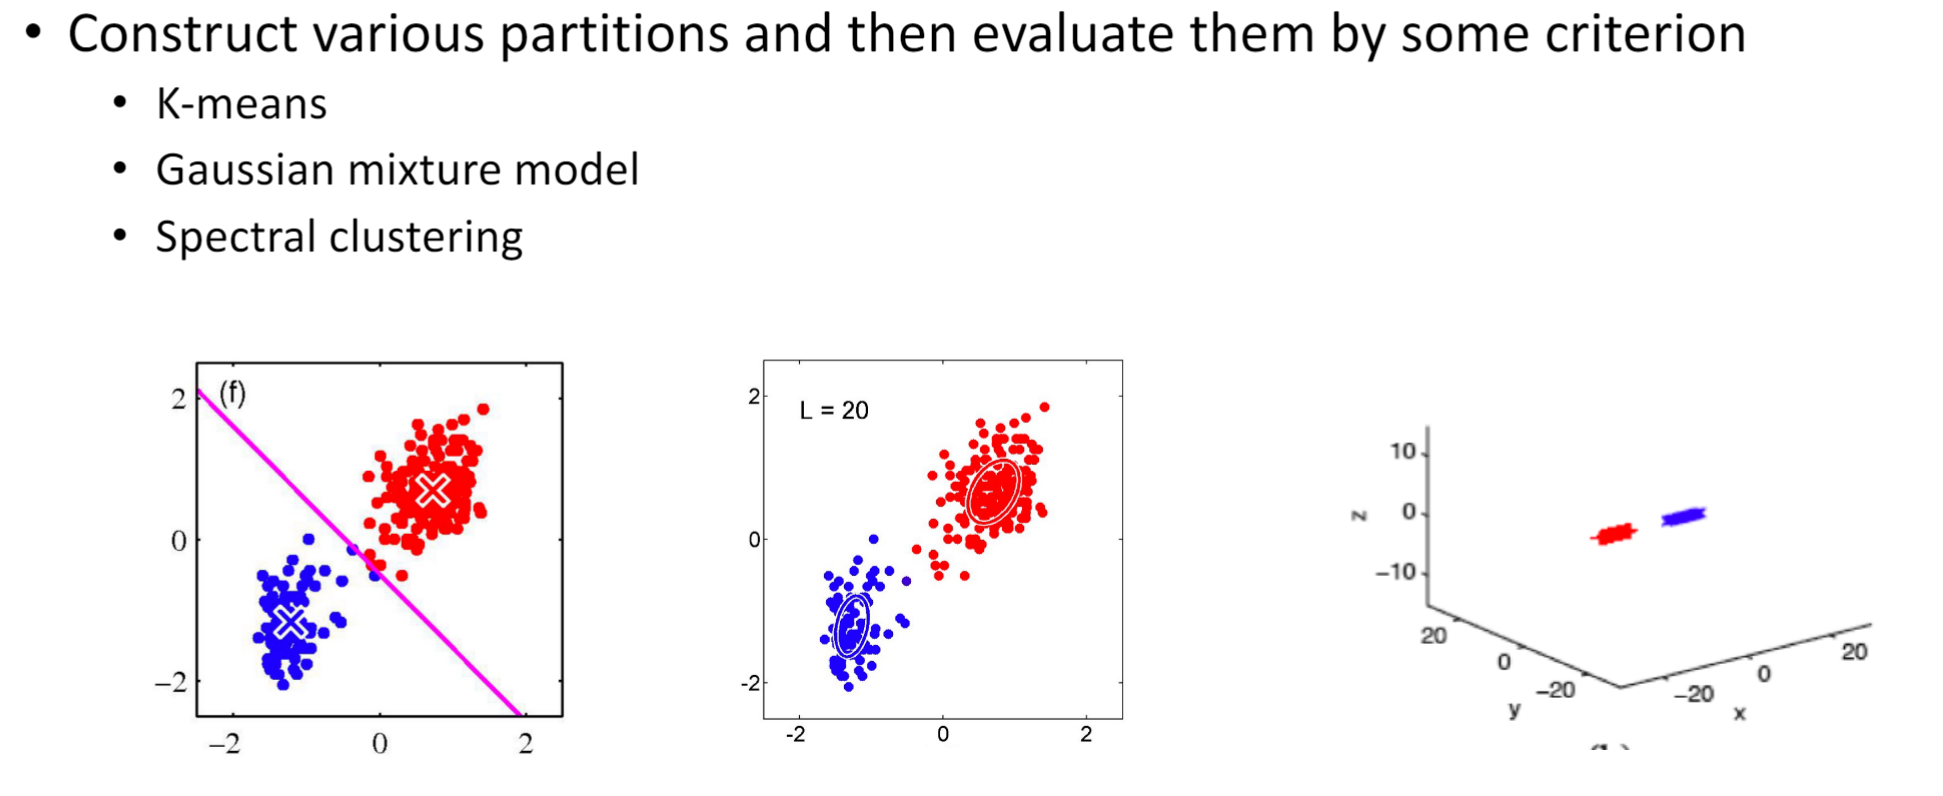 • Construct various partitions and then evaluate them by some criterion
• K-means
• Gaussian mixture model
• Spectral clustering
(f)
2
0
−2
−2 0 2
L = 20
2
0
-2
-2 0 2
z
10
0
−10
20 0 −20
y
−20 0 20
x